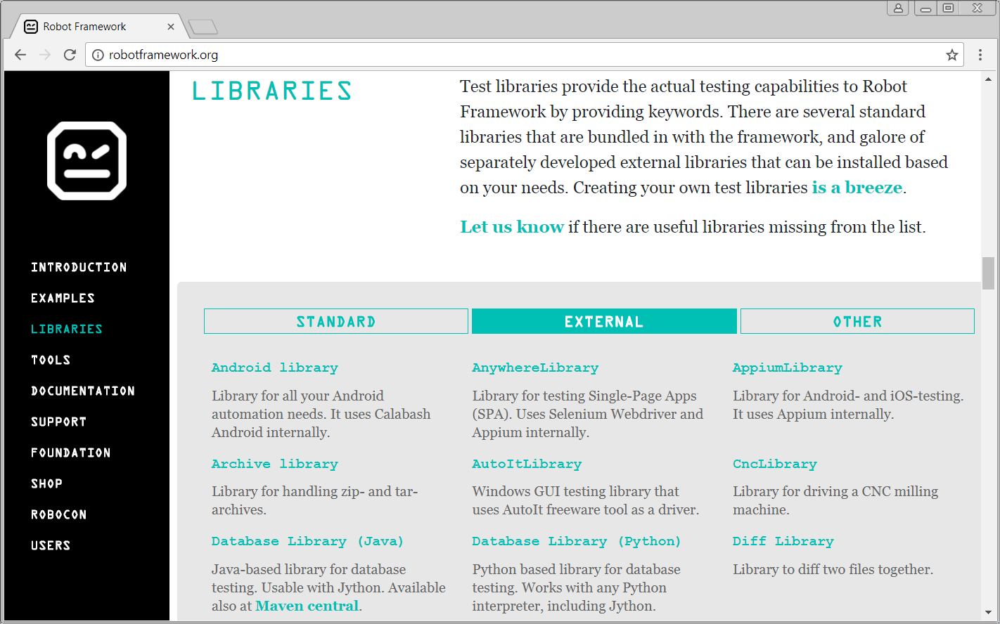 Robot Framework
robotframework.org
LIBRARIES
Test libraries provide the actual testing capabilities to Robot
Framework by providing keywords. There are several standard
libraries that are bundled in with the framework, and galore of
separately developed external libraries that can be installed based
on your needs. Creating your own test libraries is a breeze.
Let us know if there are useful libraries missing from the list.
INTRODUCTION
EXAMPLES
LIBRARIES
TOOLS
DOCUMENTATION
SUPPORT
FOUNDATION
SHOP
ROBOCON
USERS
STANDARD
EXTERNAL
OTHER
Android library
Library for all your Android
automation needs. It uses Calabash
Android internally.
AnywhereLibrary
Library for testing Single-Page Apps
(SPA). Uses Selenium Webdriver and
Appium internally.
AppiumLibrary
Library for Android- and iOS-testing.
It uses Appium internally.
Archive library
Library for handling zip- and tar-
archives.
AutoItLibrary
Windows GUI testing library that
uses AutoIt freeware tool as a driver.
CncLibrary
Library for driving a CNC milling
machine.
Database Library (Java)
Java-based library for database
testing. Usable with Jython. Available
also at Maven central.
Database Library (Python)
Python based library for database
testing. Works with any Python
interpreter, including Jython.
Diff Library
Library to diff two files together.